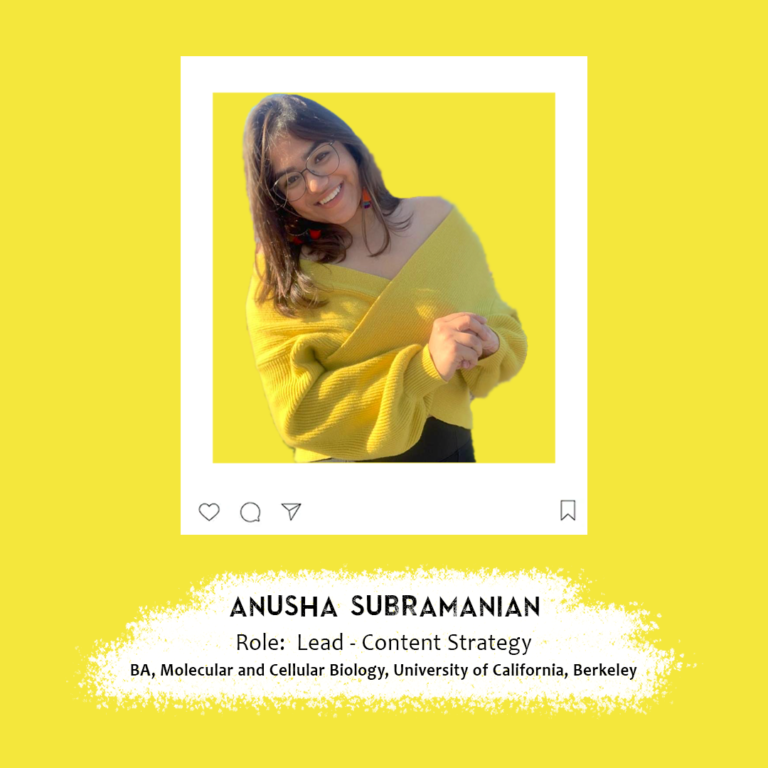 ANUSHA SUBRAMANIAN
Role: Lead - Content Strategy
BA, Molecular and Cellular Biology, University of California, Berkeley